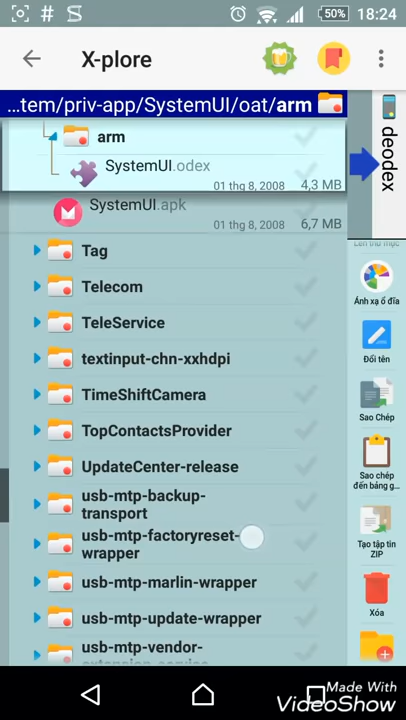 50%
18:24
X-plore
…tem/priv-app/SystemUI/oat/arm
deodex
arm
SystemUI.odex
01 thg 8, 2008 4,3 MB
SystemUI.apk
01 thg 8, 2008 6,7 MB
Tag
Telecom
TeleService
textinput-chn-xxhdpi
TimeShiftCamera
TopContactsProvider
UpdateCenter-release
usb-mtp-backup-
transport
usb-mtp-factoryreset-
wrapper
usb-mtp-marlin-wrapper
usb-mtp-update-wrapper
usb-mtp-vendor-
extension_service
Ảnh xạ ổ đĩa
Đổi tên
Sao Chép
Sao chép
đến bảng g...
Tạo tập tin
ZIP
Xóa
Made With
VideoShow